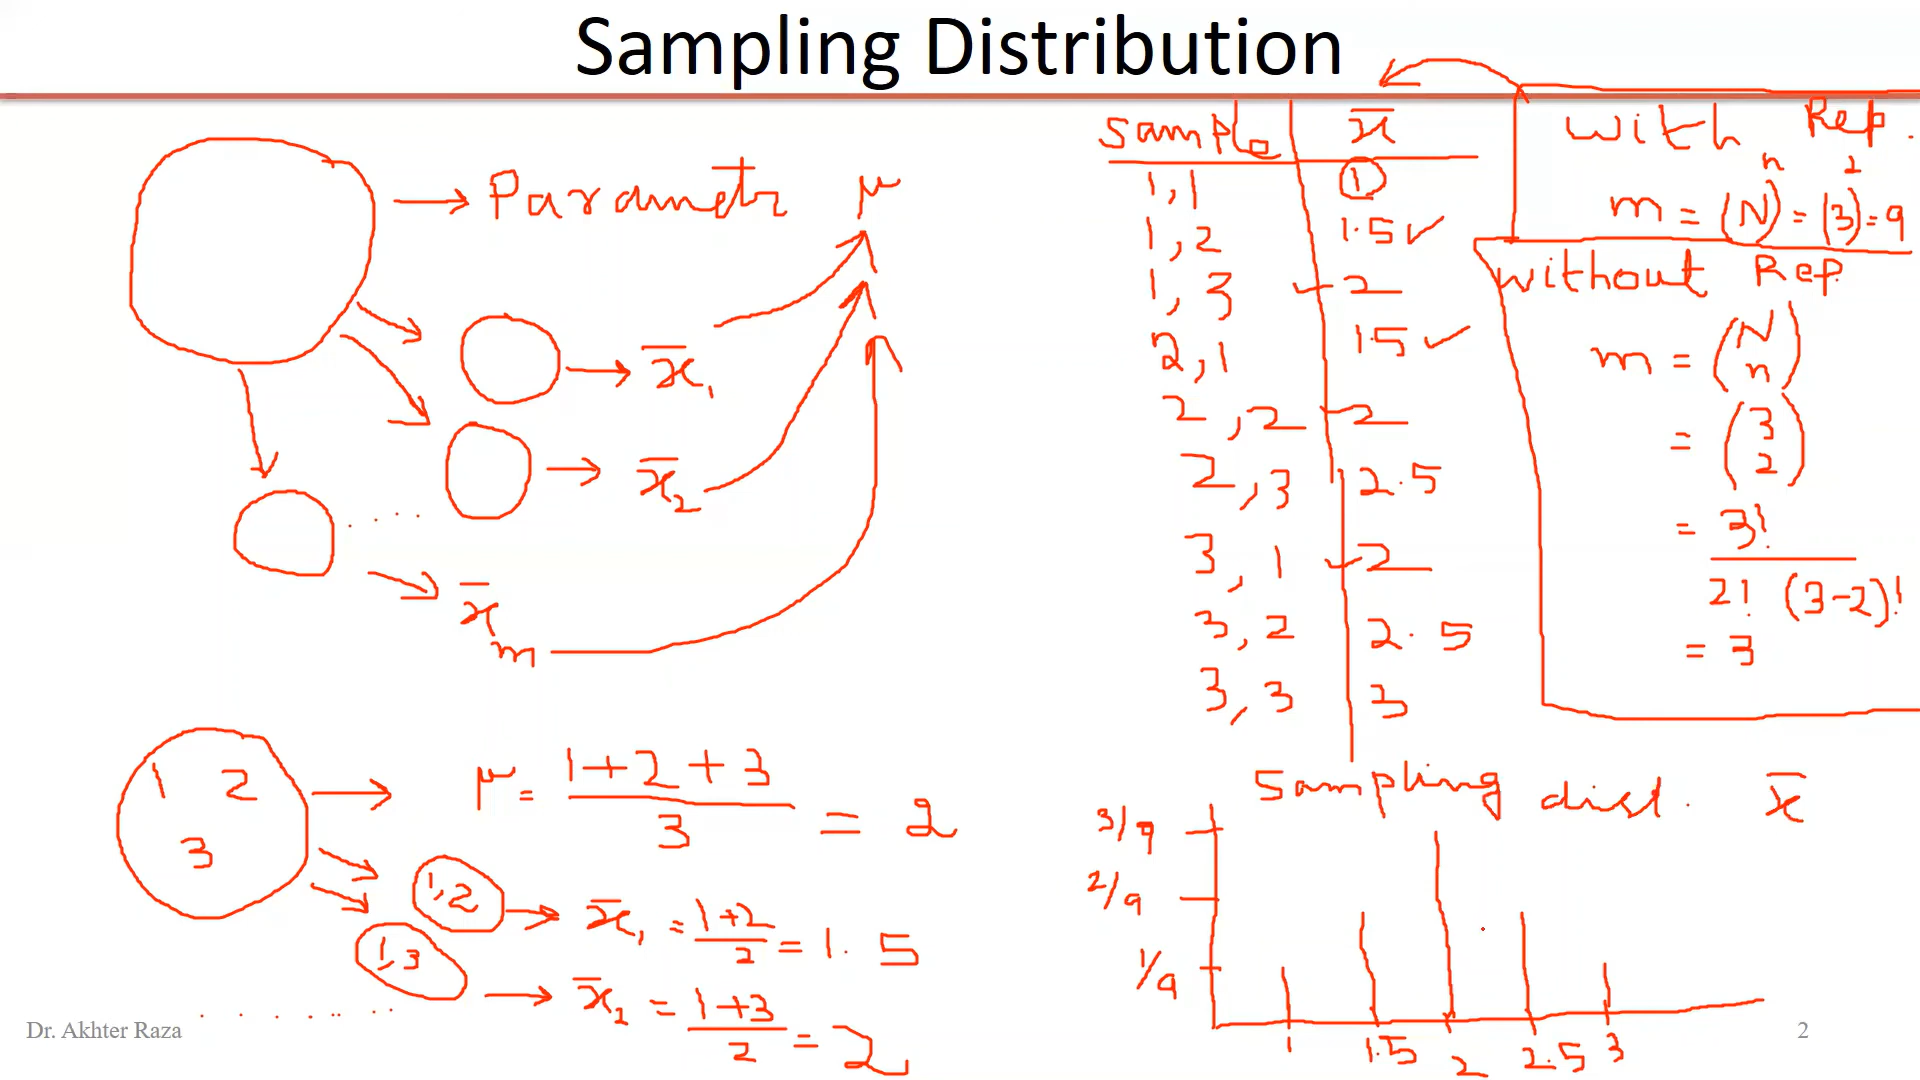 Sampling Distribution
→ Parametr μ
→ x̄₁
→ x̄₂
. . . .
→ x̄ₘ
1 2
3
→ μ = (1+2+3)/3 = 2
1,2 → x̄₁ = (1+2)/2 = 1.5
1,3 → x̄₂ = (1+3)/2 = 2
. . . . . . .
Sample | x̄
1,1 | 1
1,2 | 1.5 ✓
1,3 | ✓ 2
2,1 | 1.5 ✓
2,2 | ✓ 2
2,3 | 2.5
3,1 | ✓ 2
3,2 | 2.5
3,3 | 3
with Rep.
m = (N)ⁿ = (3)² = 9
without Rep.
m = (N n)
= (3 2)
= 3! / 2! (3-2)!
= 3
Sampling dist. x̄
3/9
2/9
1/9
1 1.5 2 2.5 3
Dr. Akhter Raza
2